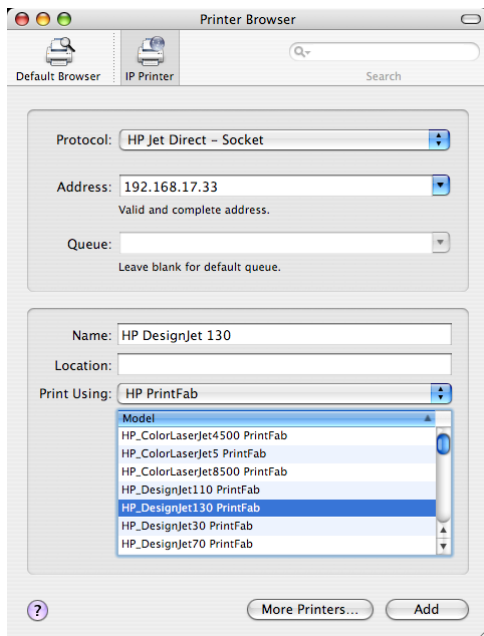 Printer Browser
Default Browser
IP Printer
Search
Protocol: HP Jet Direct – Socket
Address: 192.168.17.33
Valid and complete address.
Queue:
Leave blank for default queue.
Name: HP DesignJet 130
Location:
Print Using: HP PrintFab
Model
HP_ColorLaserJet4500 PrintFab
HP_ColorLaserJet5 PrintFab
HP_ColorLaserJet8500 PrintFab
HP_DesignJet110 PrintFab
HP_DesignJet130 PrintFab
HP_DesignJet30 PrintFab
HP_DesignJet70 PrintFab
?
More Printers...
Add